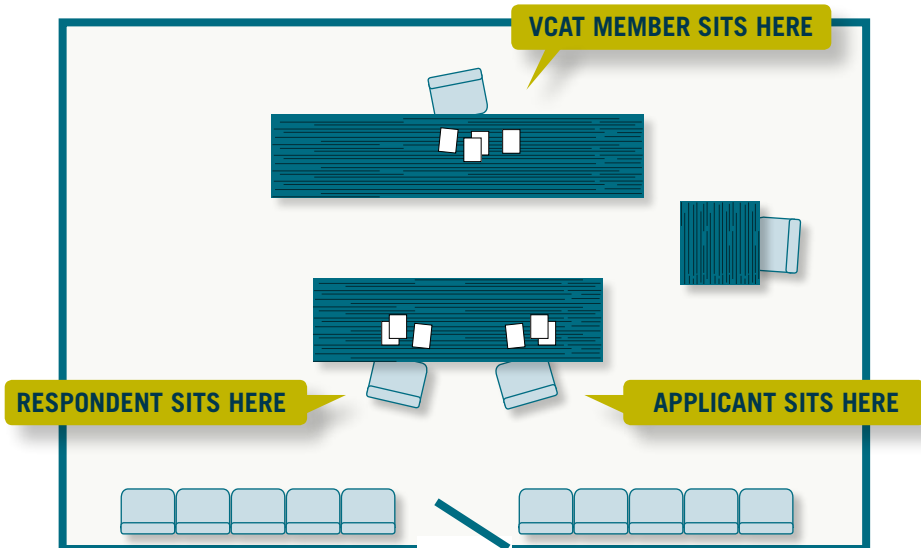 VCAT MEMBER SITS HERE
RESPONDENT SITS HERE
APPLICANT SITS HERE